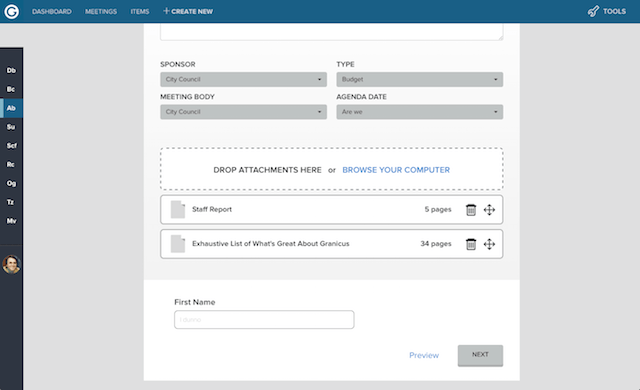 G DASHBOARD MEETINGS ITEMS + CREATE NEW TOOLS
Db
Bc
Ab
Su
Scf
Rc
Og
Tz
Mv
SPONSOR TYPE
City Council Budget
MEETING BODY AGENDA DATE
City Council Are we
DROP ATTACHMENTS HERE or BROWSE YOUR COMPUTER
Staff Report 5 pages
Exhaustive List of What's Great About Granicus 34 pages
First Name
Preview NEXT